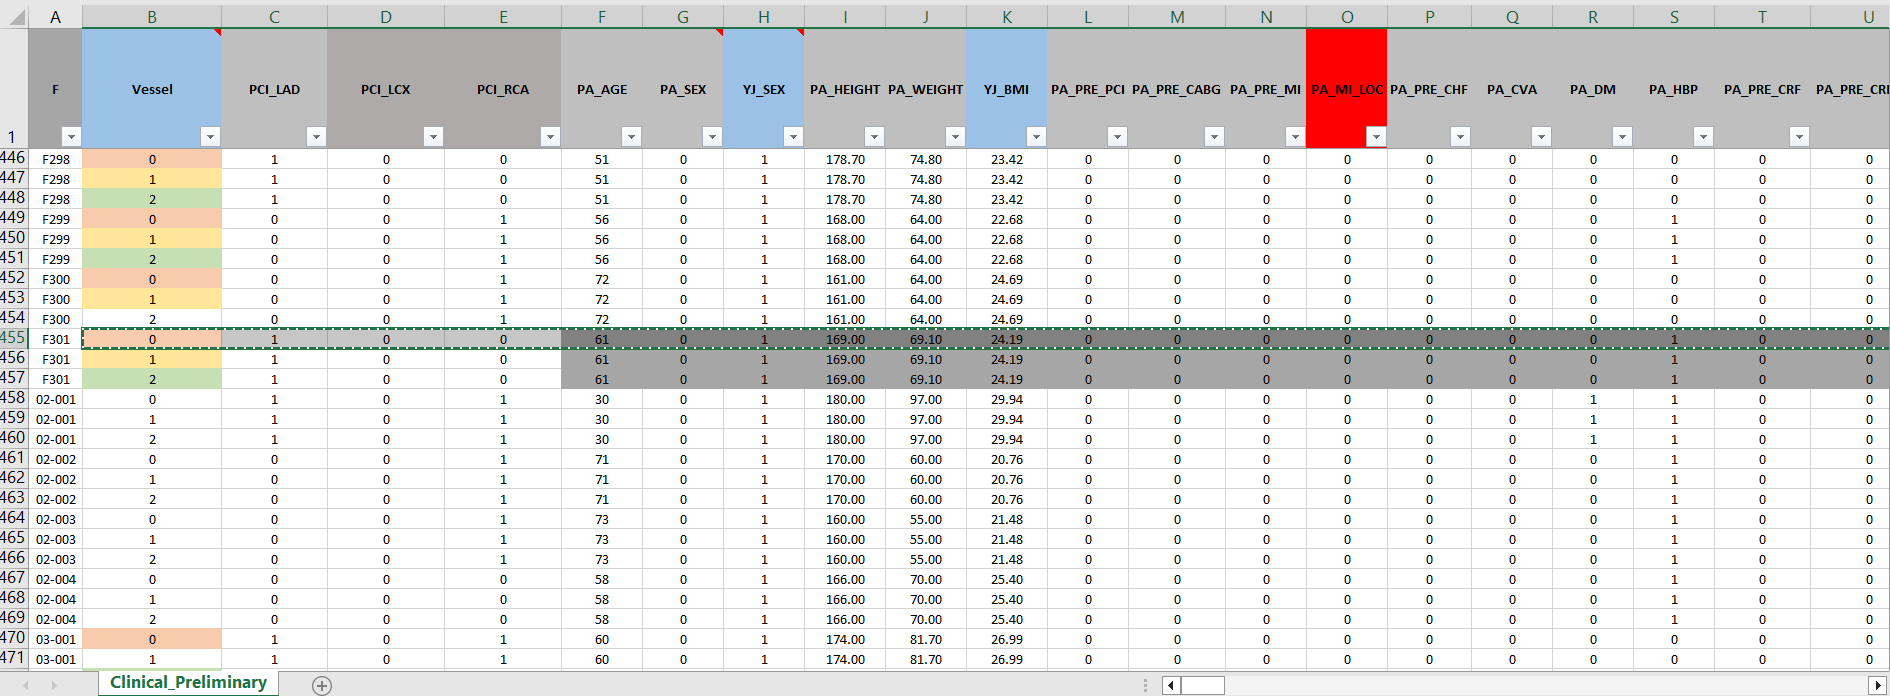 A B C D E F G H I J K L M N O P Q R S T U
1 F Vessel PCI_LAD PCI_LCX PCI_RCA PA_AGE PA_SEX YJ_SEX PA_HEIGHT PA_WEIGHT YJ_BMI PA_PRE_PCI PA_PRE_CABG PA_PRE_MI PA_MI_LOC PA_PRE_CHF PA_CVA PA_DM PA_HBP PA_PRE_CRF PA_PRE_CRI
446 F298 0 1 0 0 51 0 1 178.70 74.80 23.42 0 0 0 0 0 0 0 0 0 0
447 F298 1 1 0 0 51 0 1 178.70 74.80 23.42 0 0 0 0 0 0 0 0 0 0
448 F298 2 1 0 0 51 0 1 178.70 74.80 23.42 0 0 0 0 0 0 0 0 0 0
449 F299 0 0 0 1 56 0 1 168.00 64.00 22.68 0 0 0 0 0 0 0 1 0 0
450 F299 1 0 0 1 56 0 1 168.00 64.00 22.68 0 0 0 0 0 0 0 1 0 0
451 F299 2 0 0 1 56 0 1 168.00 64.00 22.68 0 0 0 0 0 0 0 1 0 0
452 F300 0 0 0 1 72 0 1 161.00 64.00 24.69 0 0 0 0 0 0 0 0 0 0
453 F300 1 0 0 1 72 0 1 161.00 64.00 24.69 0 0 0 0 0 0 0 0 0 0
454 F300 2 0 0 1 72 0 1 161.00 64.00 24.69 0 0 0 0 0 0 0 0 0 0
455 F301 0 1 0 0 61 0 1 169.00 69.10 24.19 0 0 0 0 0 0 0 1 0 0
456 F301 1 1 0 0 61 0 1 169.00 69.10 24.19 0 0 0 0 0 0 0 1 0 0
457 F301 2 1 0 0 61 0 1 169.00 69.10 24.19 0 0 0 0 0 0 0 1 0 0
458 02-001 0 1 0 1 30 0 1 180.00 97.00 29.94 0 0 0 0 0 0 1 1 0 0
459 02-001 1 1 0 1 30 0 1 180.00 97.00 29.94 0 0 0 0 0 0 1 1 0 0
460 02-001 2 1 0 1 30 0 1 180.00 97.00 29.94 0 0 0 0 0 0 1 1 0 0
461 02-002 0 0 0 1 71 0 1 170.00 60.00 20.76 0 0 0 0 0 0 0 1 0 0
462 02-002 1 0 0 1 71 0 1 170.00 60.00 20.76 0 0 0 0 0 0 0 1 0 0
463 02-002 2 0 0 1 71 0 1 170.00 60.00 20.76 0 0 0 0 0 0 0 1 0 0
464 02-003 0 0 0 1 73 0 1 160.00 55.00 21.48 0 0 0 0 0 0 0 1 0 0
465 02-003 1 0 0 1 73 0 1 160.00 55.00 21.48 0 0 0 0 0 0 0 1 0 0
466 02-003 2 0 0 1 73 0 1 160.00 55.00 21.48 0 0 0 0 0 0 0 1 0 0
467 02-004 0 0 0 0 58 0 1 166.00 70.00 25.40 0 0 0 0 0 0 0 1 0 0
468 02-004 1 0 0 0 58 0 1 166.00 70.00 25.40 0 0 0 0 0 0 0 1 0 0
469 02-004 2 0 0 0 58 0 1 166.00 70.00 25.40 0 0 0 0 0 0 0 1 0 0
470 03-001 0 1 0 1 60 0 1 174.00 81.70 26.99 0 0 0 0 0 0 0 0 0 0
471 03-001 1 1 0 1 60 0 1 174.00 81.70 26.99 0 0 0 0 0 0 0 0 0 0
Clinical_Preliminary